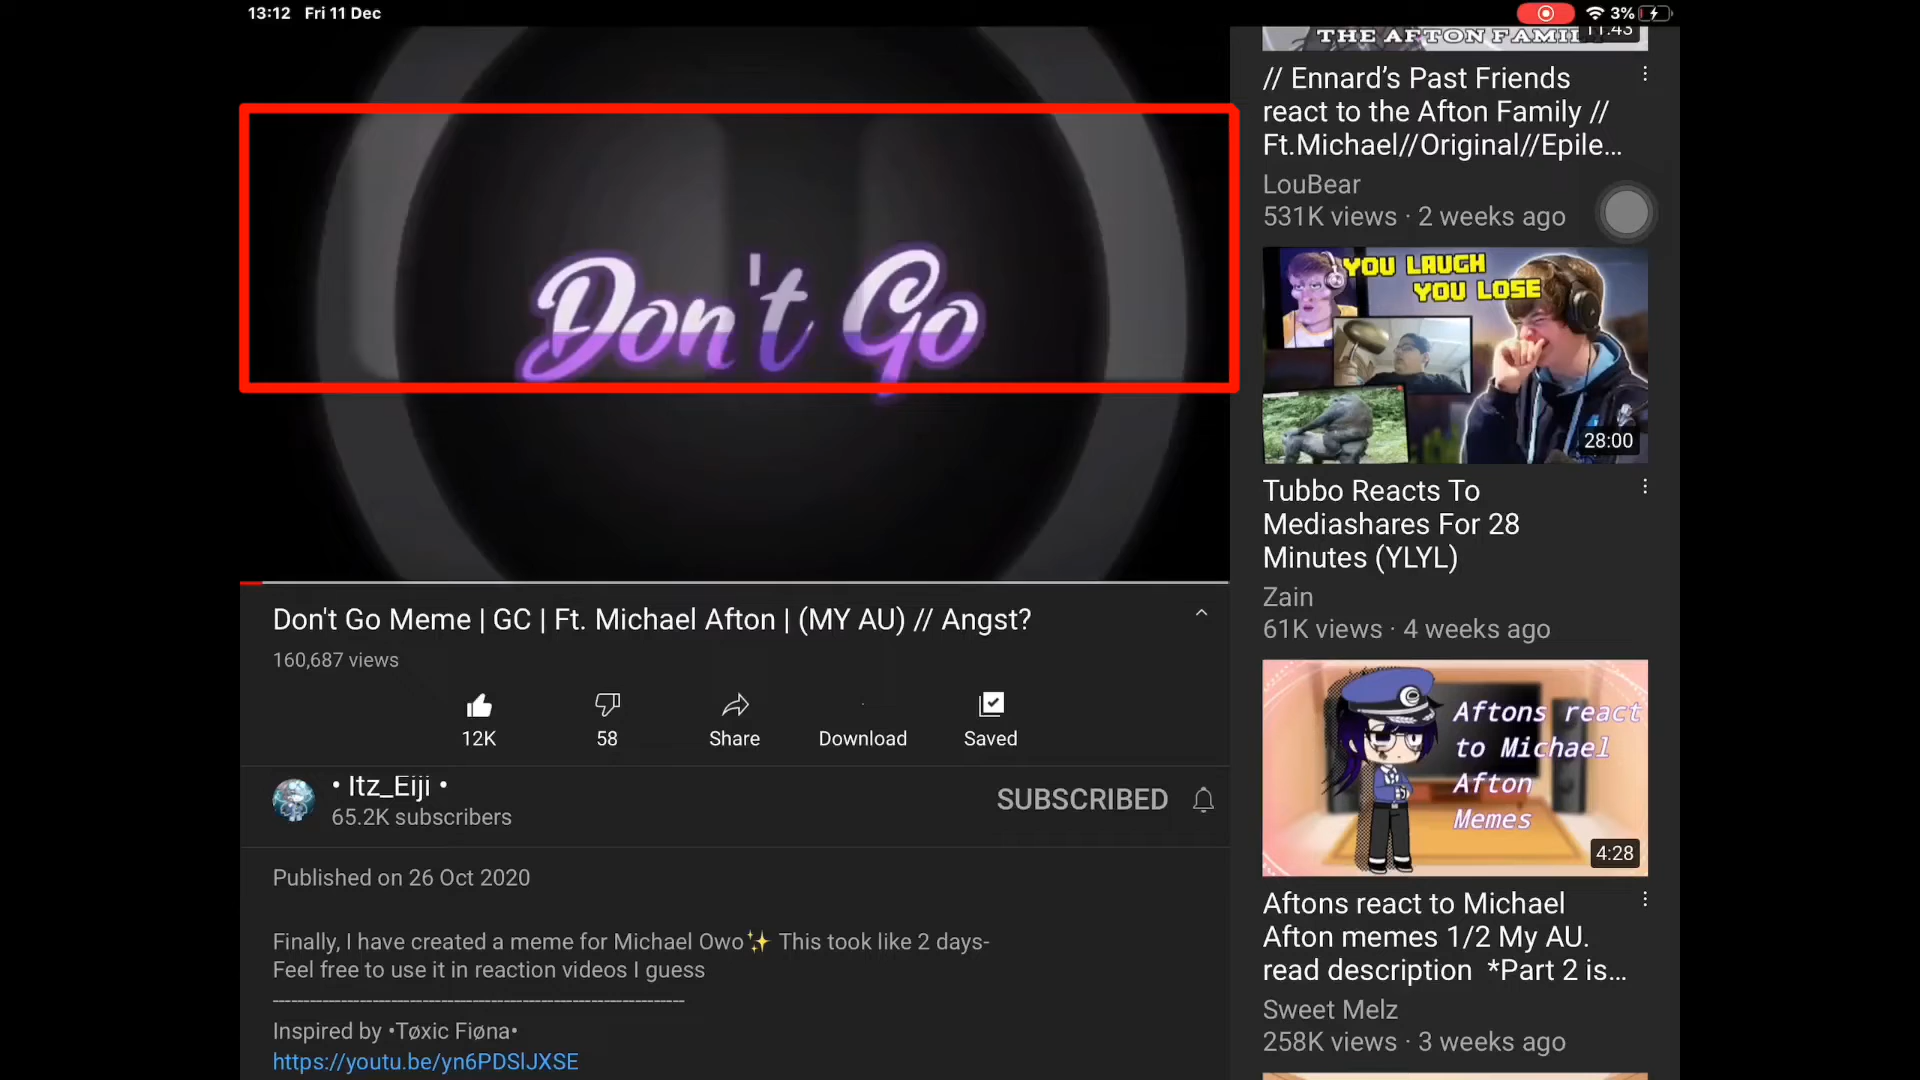 13:12 Fri 11 Dec
3%
Don't Go
Don't Go Meme | GC | Ft. Michael Afton | (MY AU) // Angst?
160,687 views
12K
58
Share
Download
Saved
• Itz_Eiji •
65.2K subscribers
SUBSCRIBED
Published on 26 Oct 2020
Finally, I have created a meme for Michael Owo✨ This took like 2 days-
Feel free to use it in reaction videos I guess
-----------------------------------------------------------------------
Inspired by •Tøxic Fiøna•
https://youtu.be/yn6PDSlJXSE
THE AFTON FAMIL
11:43
// Ennard’s Past Friends
react to the Afton Family //
Ft.Michael//Original//Epile...
LouBear
531K views · 2 weeks ago
YOU LAUGH
YOU LOSE
28:00
Tubbo Reacts To
Mediashares For 28
Minutes (YLYL)
Zain
61K views · 4 weeks ago
Aftons react
to Michael
Afton
Memes
4:28
Aftons react to Michael
Afton memes 1/2 My AU.
read description *Part 2 is...
Sweet Melz
258K views · 3 weeks ago